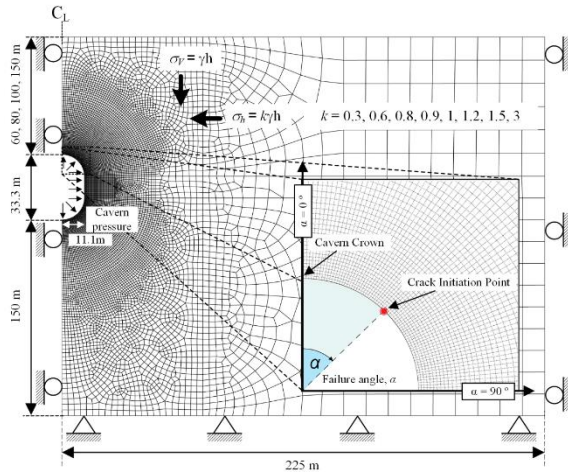 C_L
σ_V = γh
σ_h = kγh
k = 0.3, 0.6, 0.8, 0.9, 1, 1.2, 1.5, 3
60, 80, 100, 150 m
33.3 m
150 m
Cavern
pressure
11.1m
α = 0°
Cavern Crown
Crack Initiation Point
α
Failure angle, α
α = 90°
225 m